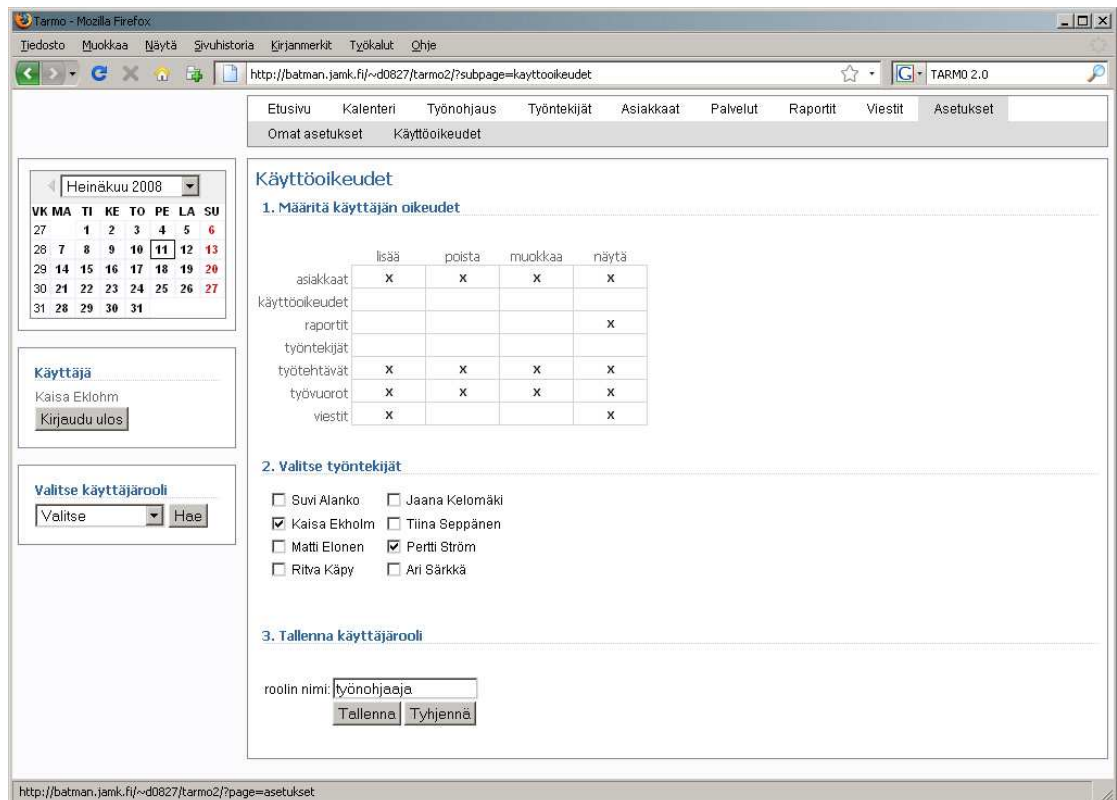 Tarmo - Mozilla Firefox
Tiedosto Muokkaa Näytä Sivuhistoria Kirjanmerkit Työkalut Ohje
http://batman.jamk.fi/~d0827/tarmo2/?subpage=kayttooikeudet G TARMO 2.0
Etusivu Kalenteri Työnohjaus Työntekijät Asiakkaat Palvelut Raportit Viestit Asetukset
Omat asetukset Käyttöoikeudet
Heinäkuu 2008
VK MA TI KE TO PE LA SU
27 1 2 3 4 5 6
28 7 8 9 10 11 12 13
29 14 15 16 17 18 19 20
30 21 22 23 24 25 26 27
31 28 29 30 31
Käyttäjä
Kaisa Eklohm
Kirjaudu ulos
Valitse käyttäjärooli
Valitse Hae
Käyttöoikeudet
1. Määritä käyttäjän oikeudet
lisää poista muokkaa näytä
asiakkaat x x x x
käyttöoikeudet
raportit x
työntekijät
työtehtävät x x x x
työvuorot x x x x
viestit x x
2. Valitse työntekijät
Suvi Alanko Jaana Kelomäki
Kaisa Ekholm Tiina Seppänen
Matti Elonen Pertti Ström
Ritva Käpy Ari Särkkä
3. Tallenna käyttäjärooli
roolin nimi: työnohjaaja
Tallenna Tyhjennä
http://batman.jamk.fi/~d0827/tarmo2/?page=asetukset